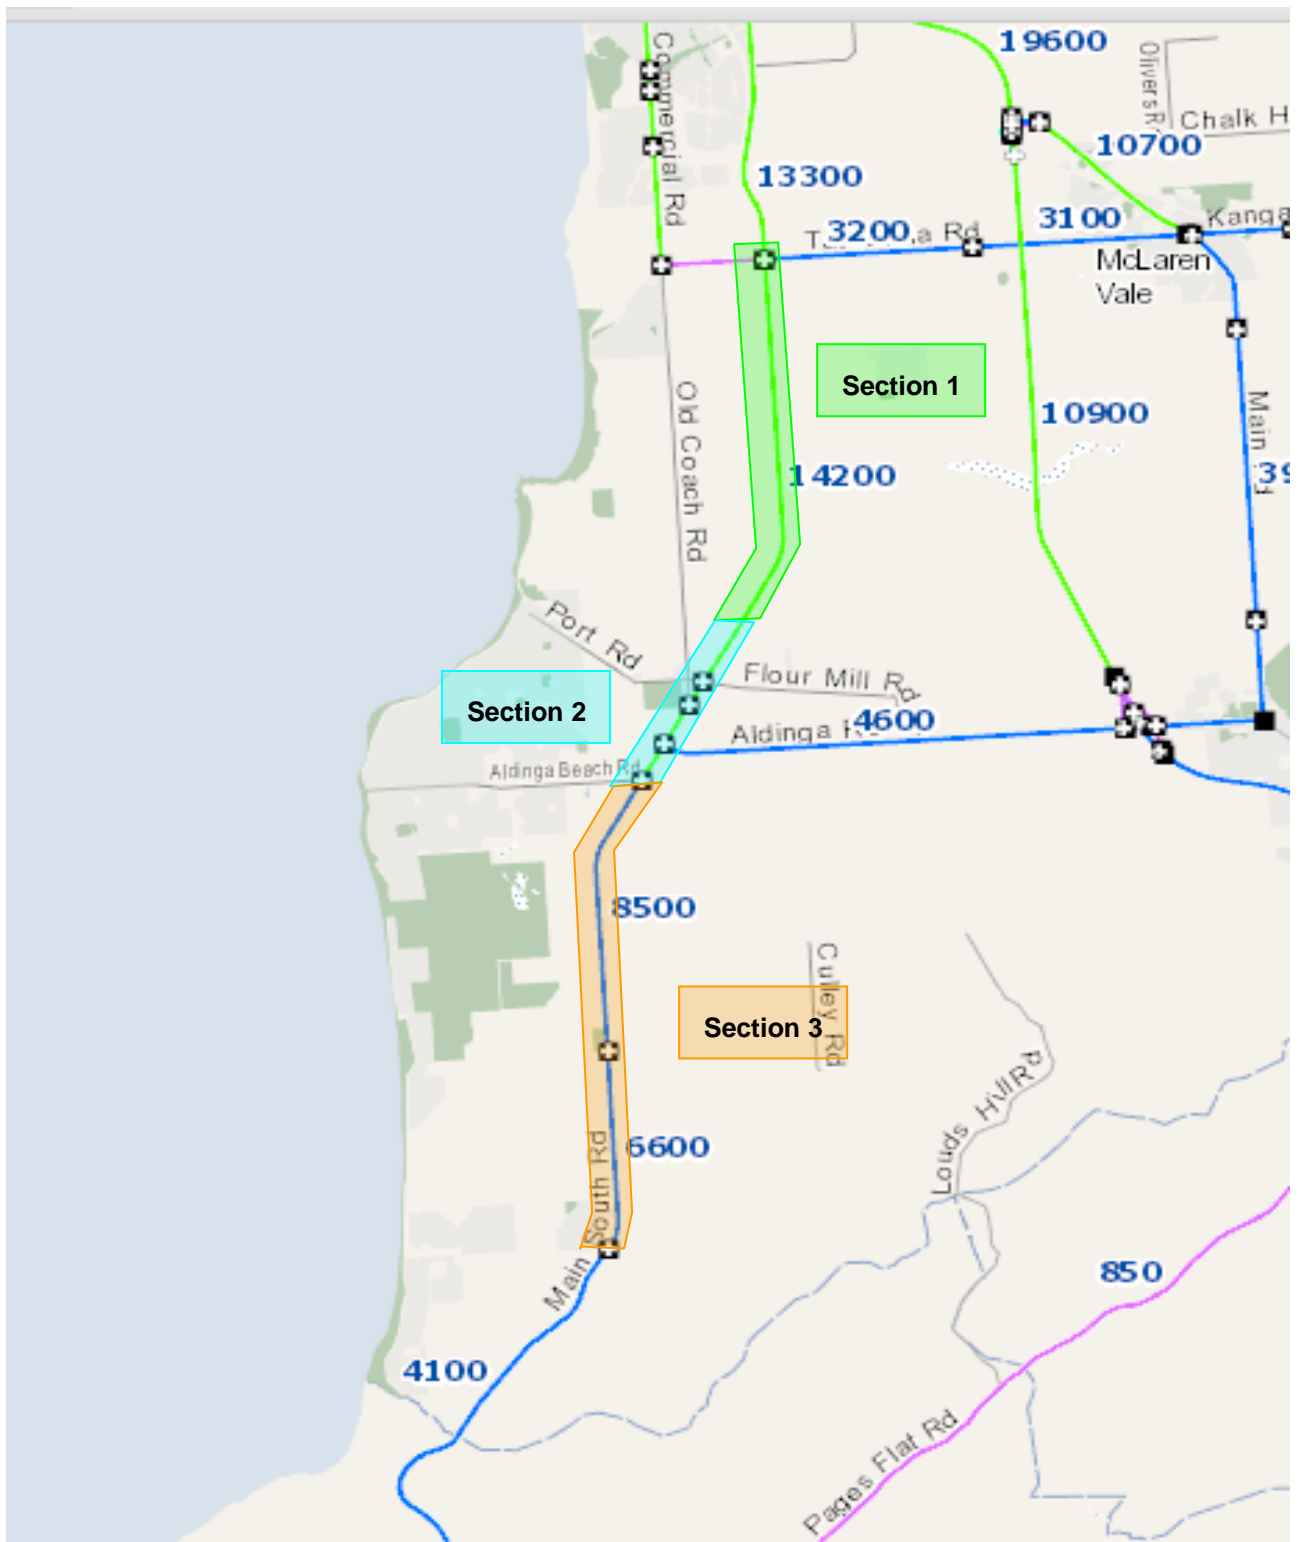 19600
Commercial Rd
Olivers R
Chalk H
10700
13300
3100
Kanga
3200
a Rd
McLaren
Vale
Section 1
Old Coach Rd
10900
Main
39
14200
Port Rd
Flour Mill Rd
Section 2
4600
Aldinga
Aldinga Beach Rd
8500
Culley Rd
Section 3
Louds Hill Rd
6600
Main South Rd
850
4100
Pages Flat Rd